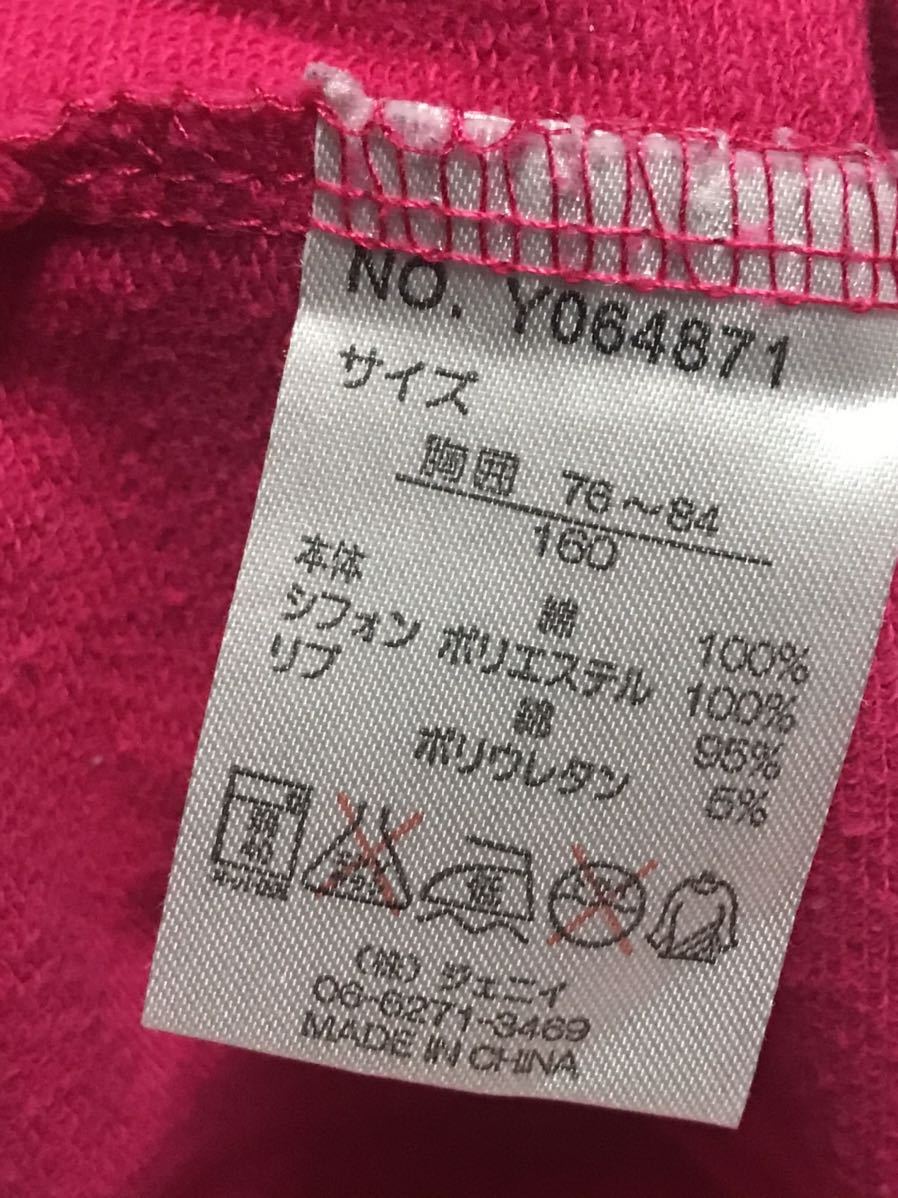 NO. Y064871
サイズ
胸囲 76～84
160
本体 綿 100%
シフォン ポリエステル 100%
リブ 綿 95%
ポリウレタン 5%
低
(株) ジェニイ
06-6271-3469
MADE IN CHINA